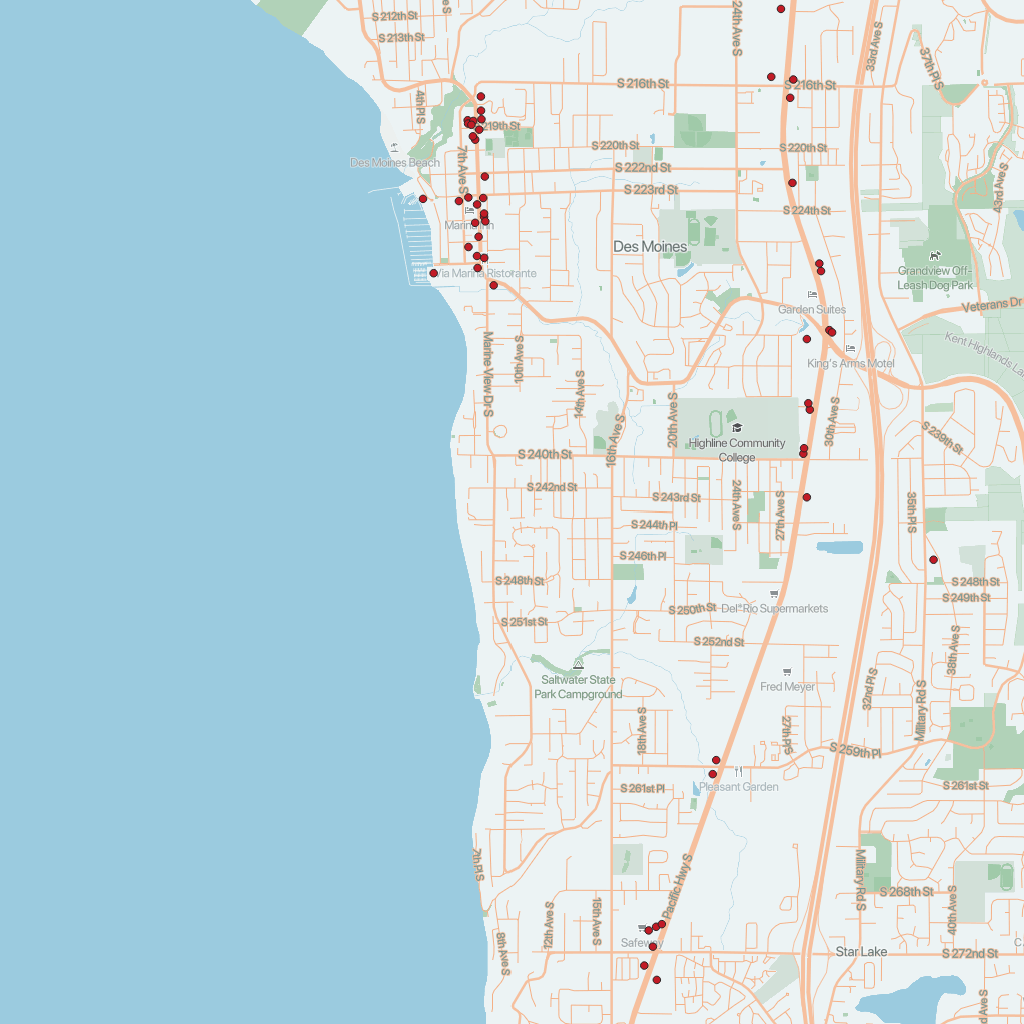 S 212th St
S 213th St
24th Ave S
33rd Ave S
37th Pl S
S 216th St
S 216th St
4th Pl S
219th St
S 220th St
S 220th St
Des Moines Beach
7th Ave S
S 222nd St
S 223rd St
43rd Ave S
S 224th St
Marina Inn
Des Moines
Via Marina Ristorante
Grandview Off-
Leash Dog Park
Garden Suites
Veterans Dr
Kent Highlands
Marine View Dr S
10th Ave S
King's Arms Motel
14th Ave S
20th Ave S
16th Ave S
30th Ave S
Highline Community
College
S 239th St
S 240th St
S 242nd St
S 243rd St
24th Ave S
27th Ave S
35th Pl S
S 244th Pl
S 246th Pl
S 248th St
S 248th St
S 249th St
S 250th St
Del Rio Supermarkets
S 251st St
S 252nd St
38th Ave S
Saltwater State
Park Campground
Fred Meyer
32nd Pl S
Military Rd S
18th Ave S
27th Pl S
S 259th Pl
S 261st Pl
Pleasant Garden
S 261st St
7th Pl S
Pacific Hwy S
Military Rd S
S 268th St
40th Ave S
15th Ave S
12th Ave S
8th Ave S
Safeway
Star Lake
S 272nd St